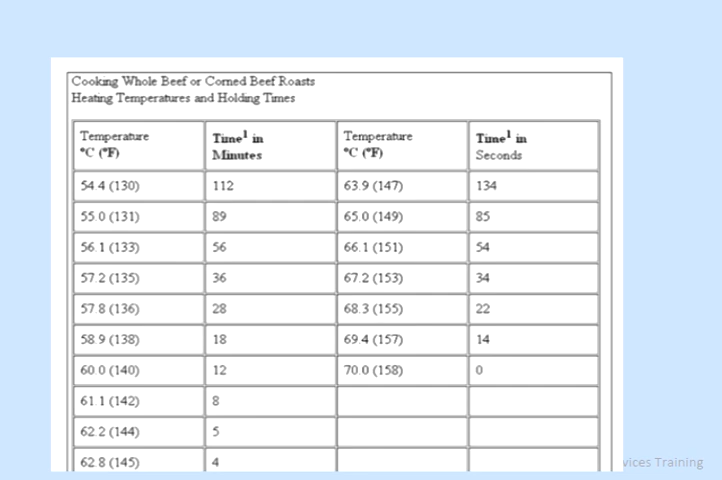 Cooking Whole Beef or Corned Beef Roasts
Heating Temperatures and Holding Times
Temperature °C (°F) Time1 in Minutes Temperature °C (°F) Time1 in Seconds
54.4 (130) 112 63.9 (147) 134
55.0 (131) 89 65.0 (149) 85
56.1 (133) 56 66.1 (151) 54
57.2 (135) 36 67.2 (153) 34
57.8 (136) 28 68.3 (155) 22
58.9 (138) 18 69.4 (157) 14
60.0 (140) 12 70.0 (158) 0
61.1 (142) 8
62.2 (144) 5
62.8 (145) 4
Training